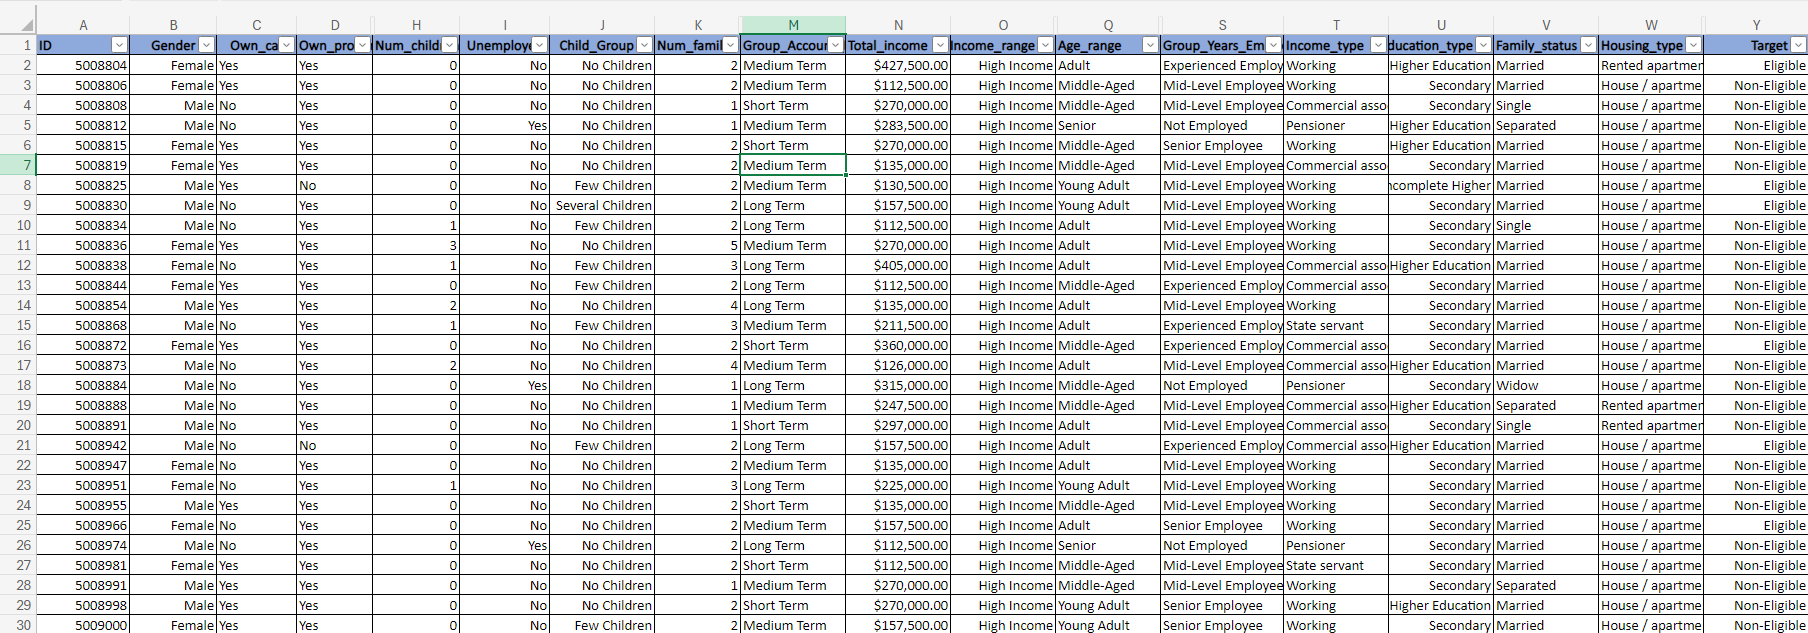 A B C D H I J K M N O Q S T U V W Y
1 ID Gender Own_ca Own_pro Num_childr Unemploye Child_Group Num_famil Group_Accoun Total_income Income_range Age_range Group_Years_Em Income_type ducation_type Family_status Housing_type Target
2 5008804 Female Yes Yes 0 No No Children 2 Medium Term $427,500.00 High Income Adult Experienced Employ Working Higher Education Married Rented apartmen Eligible
3 5008806 Female Yes Yes 0 No No Children 2 Medium Term $112,500.00 High Income Middle-Aged Mid-Level Employee Working Secondary Married House / apartme Non-Eligible
4 5008808 Male No Yes 0 No No Children 1 Short Term $270,000.00 High Income Middle-Aged Mid-Level Employee Commercial asso Secondary Single House / apartme Non-Eligible
5 5008812 Male No Yes 0 Yes No Children 1 Medium Term $283,500.00 High Income Senior Not Employed Pensioner Higher Education Separated House / apartme Non-Eligible
6 5008815 Female Yes Yes 0 No No Children 2 Short Term $270,000.00 High Income Middle-Aged Senior Employee Working Higher Education Married House / apartme Non-Eligible
7 5008819 Female Yes Yes 0 No No Children 2 Medium Term $135,000.00 High Income Middle-Aged Mid-Level Employee Commercial asso Secondary Married House / apartme Non-Eligible
8 5008825 Male Yes No 0 No Few Children 2 Medium Term $130,500.00 High Income Young Adult Mid-Level Employee Working ncomplete Higher Married House / apartme Eligible
9 5008830 Male No Yes 0 No Several Children 2 Long Term $157,500.00 High Income Young Adult Mid-Level Employee Working Secondary Married House / apartme Eligible
10 5008834 Male No Yes 1 No Few Children 2 Long Term $112,500.00 High Income Adult Mid-Level Employee Working Secondary Single House / apartme Non-Eligible
11 5008836 Female Yes Yes 3 No No Children 5 Medium Term $270,000.00 High Income Adult Mid-Level Employee Working Secondary Married House / apartme Non-Eligible
12 5008838 Female No Yes 1 No Few Children 3 Long Term $405,000.00 High Income Adult Mid-Level Employee Commercial asso Higher Education Married House / apartme Non-Eligible
13 5008844 Female Yes Yes 0 No Few Children 2 Long Term $112,500.00 High Income Middle-Aged Experienced Employ Commercial asso Secondary Married House / apartme Non-Eligible
14 5008854 Male Yes Yes 2 No No Children 4 Long Term $135,000.00 High Income Adult Mid-Level Employee Working Secondary Married House / apartme Non-Eligible
15 5008868 Male No Yes 1 No Few Children 3 Medium Term $211,500.00 High Income Adult Experienced Employ State servant Secondary Married House / apartme Non-Eligible
16 5008872 Female Yes Yes 0 No No Children 2 Short Term $360,000.00 High Income Middle-Aged Experienced Employ Commercial asso Secondary Married House / apartme Eligible
17 5008873 Male No Yes 2 No No Children 4 Medium Term $126,000.00 High Income Adult Mid-Level Employee Commercial asso Higher Education Married House / apartme Non-Eligible
18 5008884 Male No Yes 0 Yes No Children 1 Long Term $315,000.00 High Income Middle-Aged Not Employed Pensioner Secondary Widow House / apartme Non-Eligible
19 5008888 Male No Yes 0 No No Children 1 Medium Term $247,500.00 High Income Middle-Aged Mid-Level Employee Commercial asso Higher Education Separated Rented apartmen Non-Eligible
20 5008891 Male No Yes 0 No No Children 1 Short Term $297,000.00 High Income Adult Mid-Level Employee Commercial asso Secondary Single Rented apartmen Non-Eligible
21 5008942 Male No No 0 No Few Children 2 Long Term $157,500.00 High Income Adult Experienced Employ Commercial asso Higher Education Married House / apartme Eligible
22 5008947 Female No Yes 0 No No Children 2 Medium Term $135,000.00 High Income Adult Mid-Level Employee Working Secondary Married House / apartme Non-Eligible
23 5008951 Female No Yes 1 No No Children 3 Long Term $225,000.00 High Income Young Adult Mid-Level Employee Working Secondary Married House / apartme Non-Eligible
24 5008955 Male Yes Yes 0 No No Children 2 Short Term $135,000.00 High Income Middle-Aged Mid-Level Employee Working Secondary Married House / apartme Non-Eligible
25 5008966 Female No Yes 0 No No Children 2 Medium Term $157,500.00 High Income Adult Senior Employee Working Secondary Married House / apartme Eligible
26 5008974 Male No Yes 0 Yes No Children 2 Long Term $112,500.00 High Income Senior Not Employed Pensioner Secondary Married House / apartme Non-Eligible
27 5008981 Female Yes Yes 0 No No Children 2 Short Term $112,500.00 High Income Middle-Aged Mid-Level Employee State servant Secondary Married House / apartme Non-Eligible
28 5008991 Male Yes Yes 0 No No Children 1 Medium Term $270,000.00 High Income Middle-Aged Mid-Level Employee Working Secondary Separated House / apartme Non-Eligible
29 5008998 Male Yes Yes 0 No No Children 2 Short Term $270,000.00 High Income Young Adult Senior Employee Working Higher Education Married House / apartme Non-Eligible
30 5009000 Female Yes Yes 0 No Few Children 2 Medium Term $157,500.00 High Income Young Adult Senior Employee Working Secondary Married House / apartme Non-Eligible